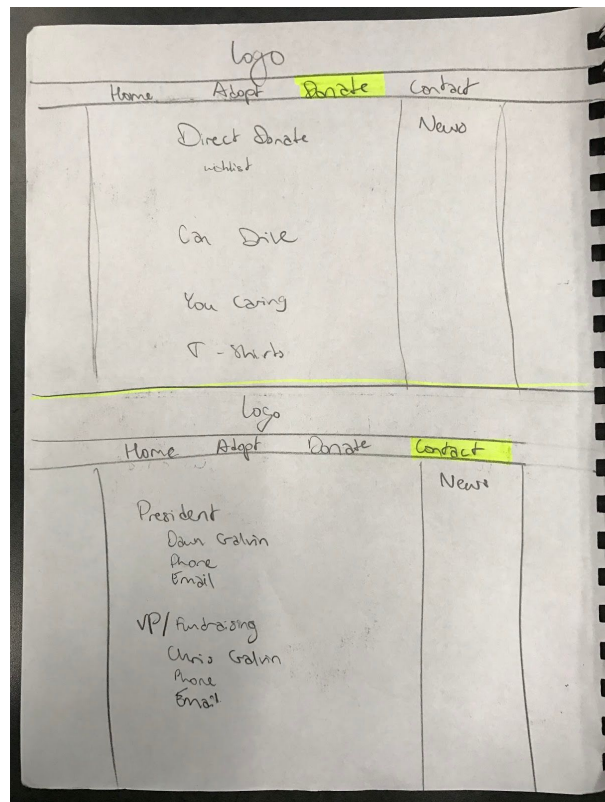 Logo
Home Adopt Donate Contact
Direct Donate
wishlist
News
Can Drive
You Caring
T-Shirts
Logo
Home Adopt Donate Contact
News
President
Dawn Galvin
Phone
Email
VP/Fundraising
Chris Galvin
Phone
Email